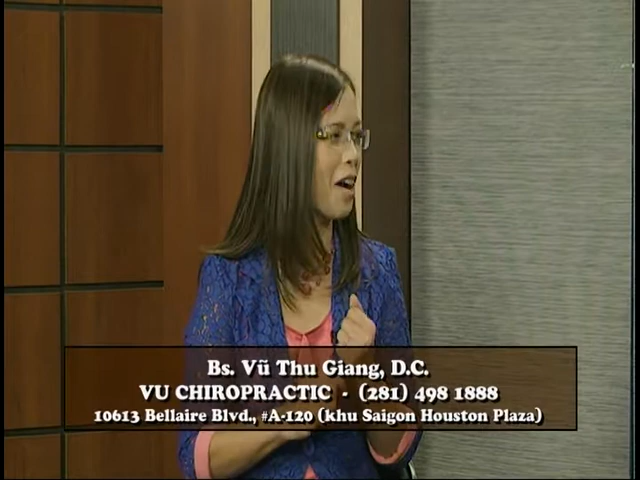 Bs. Vũ Thu Giang, D.C.
VU CHIROPRACTIC - (281) 498 1888
10613 Bellaire Blvd., #A-120 (khu Saigon Houston Plaza)